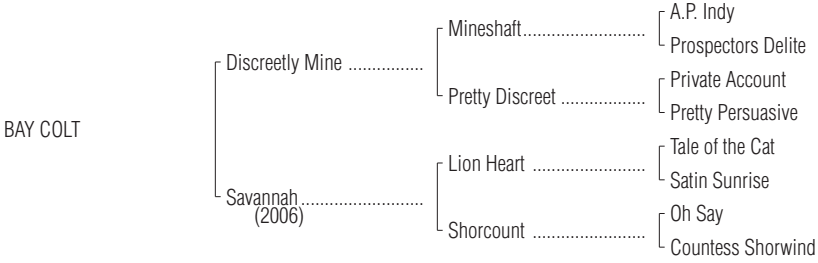 A.P. Indy
Mineshaft..........................
Prospectors Delite
Discreetly Mine ................
Private Account
Pretty Discreet ..................
Pretty Persuasive
BAY COLT
Tale of the Cat
Lion Heart ........................
Satin Sunrise
Savannah..........................
(2006)
Oh Say
Shorcount ........................
Countess Shorwind